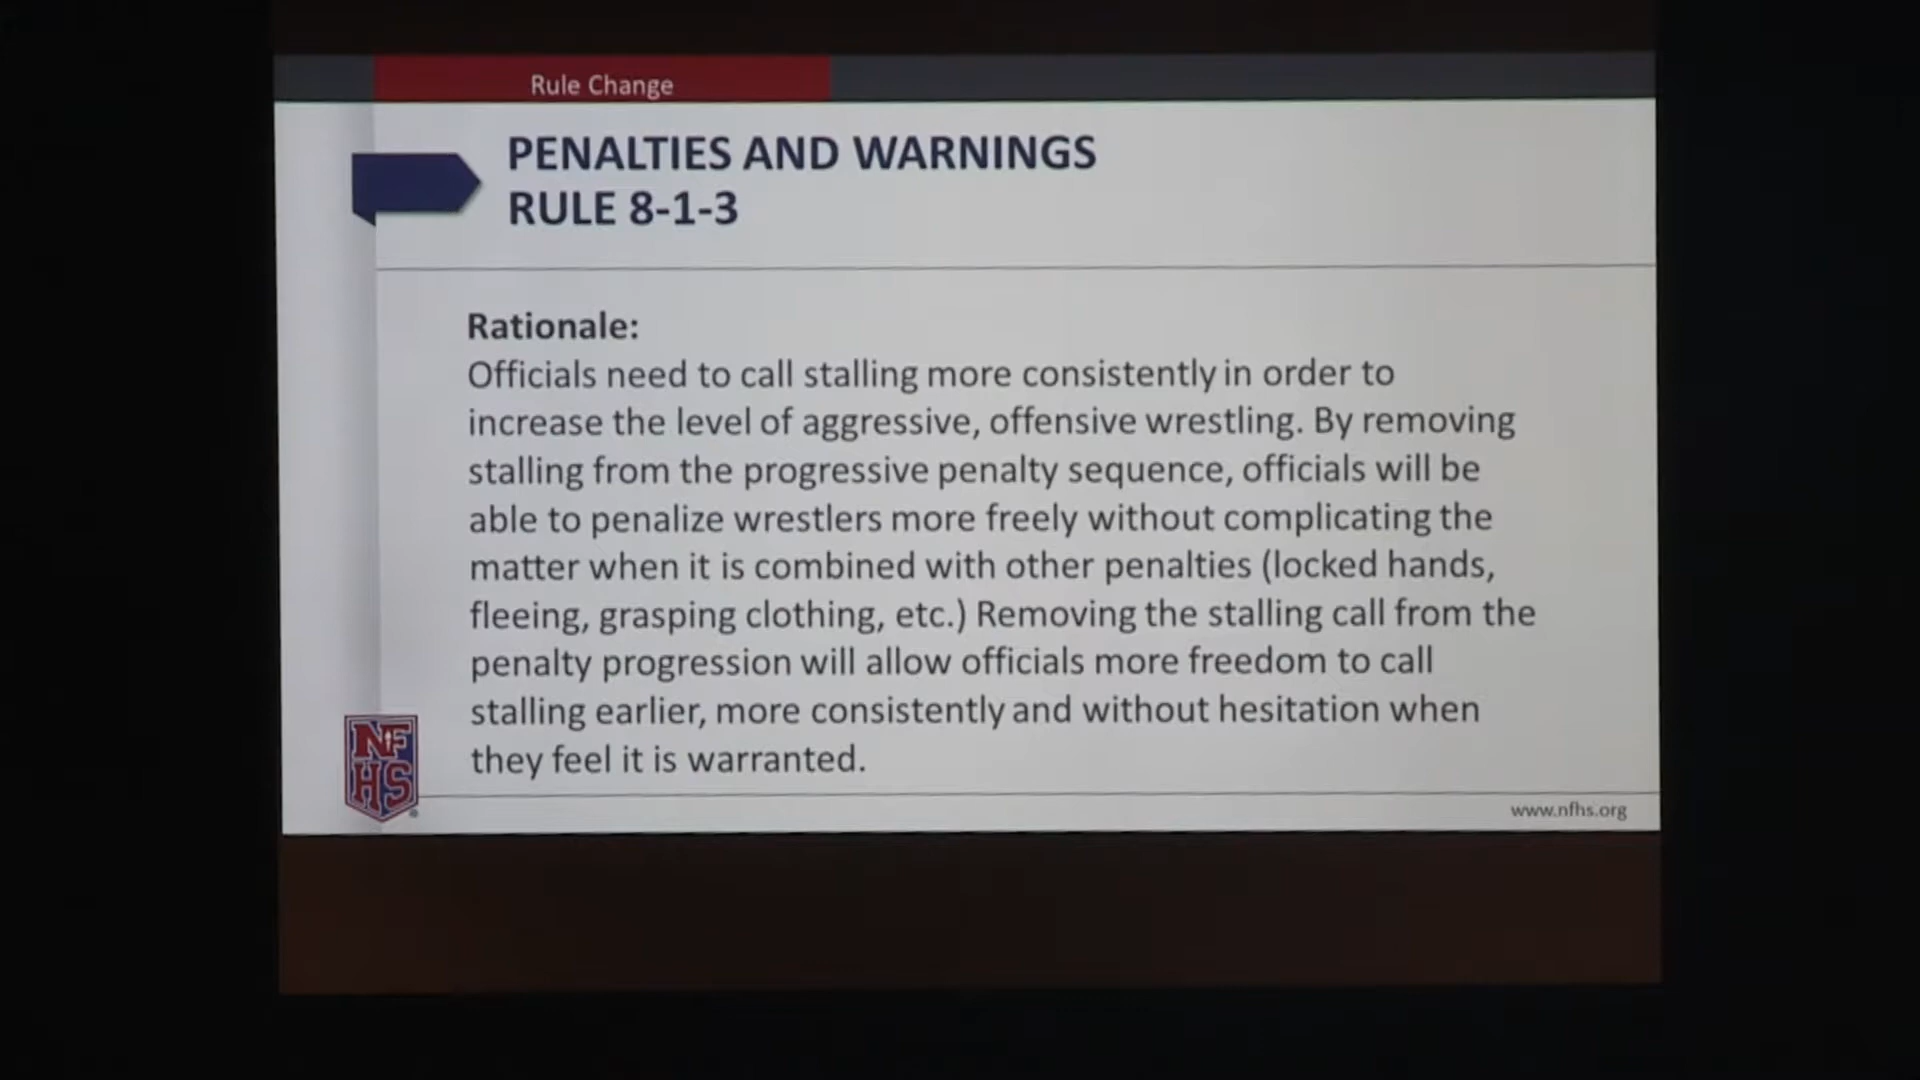 Rule Change
PENALTIES AND WARNINGS
RULE 8-1-3
Rationale:
Officials need to call stalling more consistently in order to
increase the level of aggressive, offensive wrestling. By removing
stalling from the progressive penalty sequence, officials will be
able to penalize wrestlers more freely without complicating the
matter when it is combined with other penalties (locked hands,
fleeing, grasping clothing, etc.) Removing the stalling call from the
penalty progression will allow officials more freedom to call
stalling earlier, more consistently and without hesitation when
they feel it is warranted.
NF
HS
®
www.nfhs.org